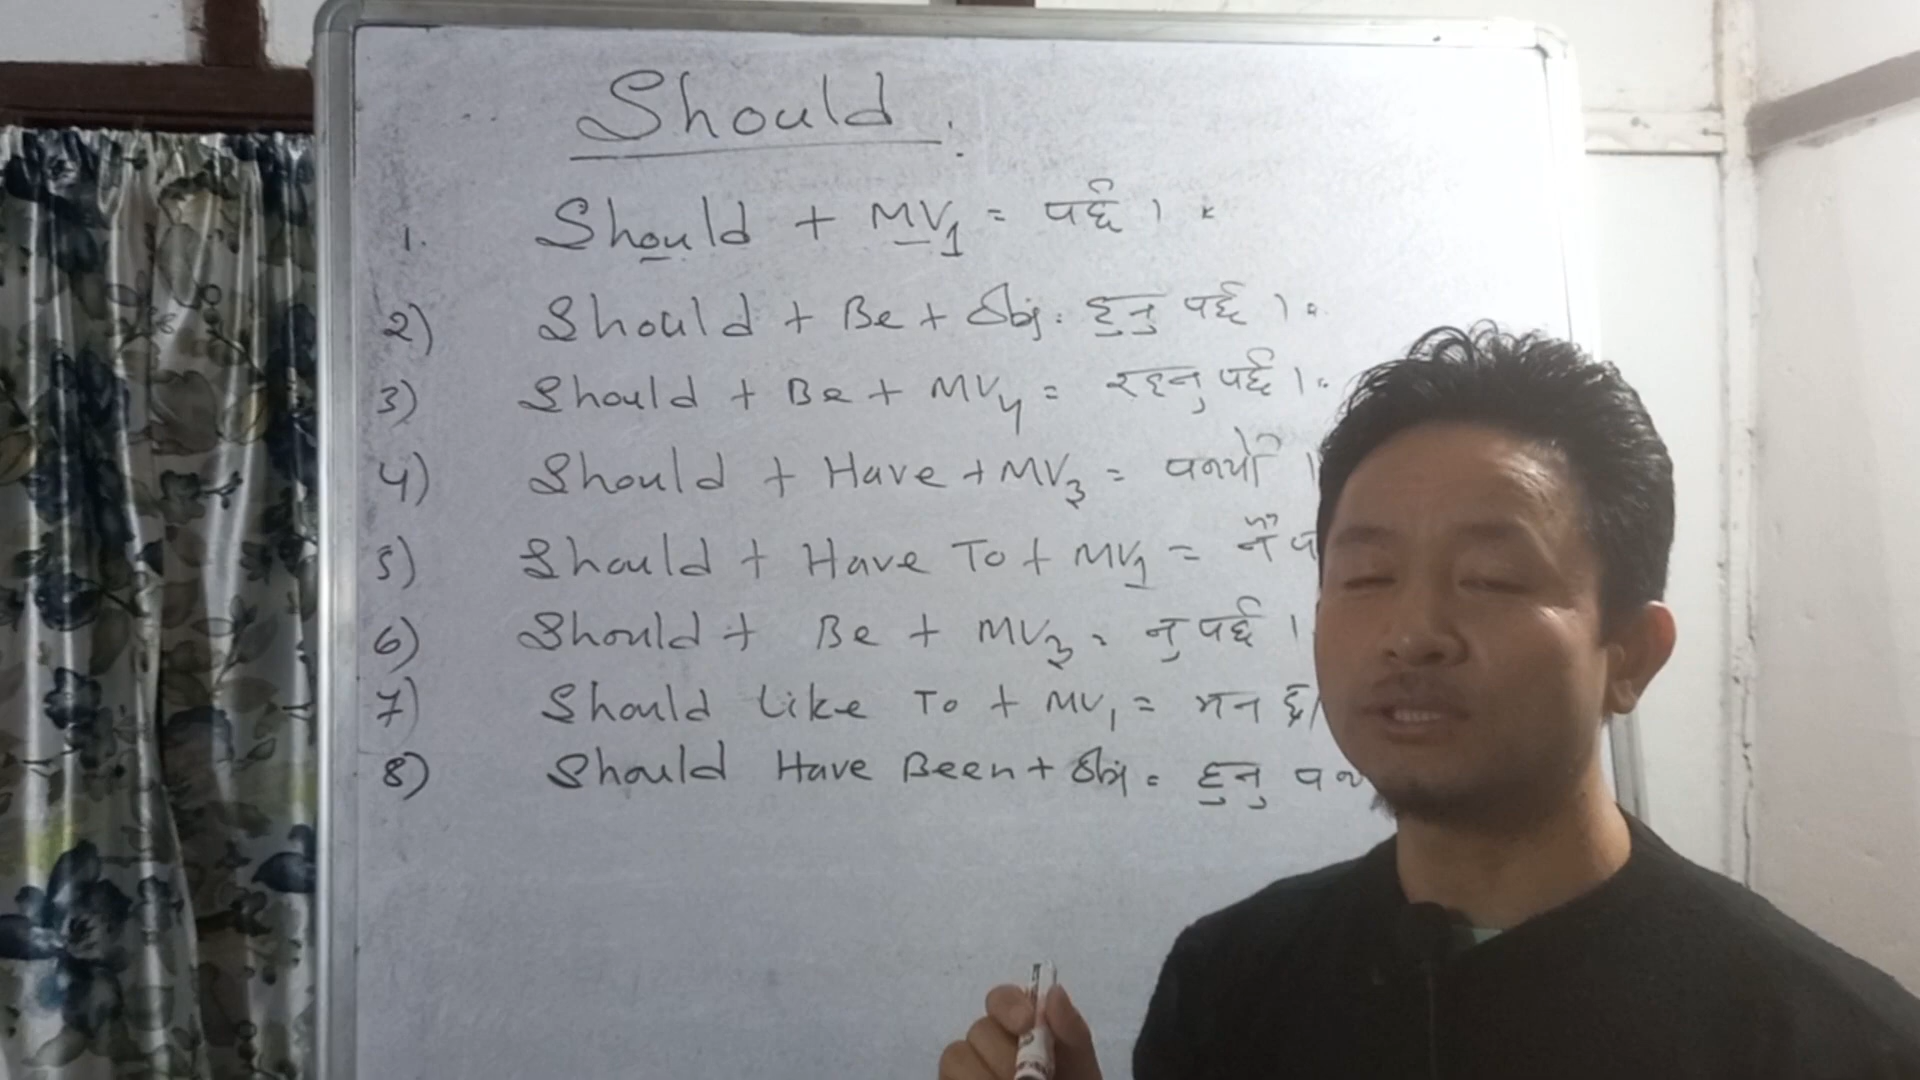 Should.
1. Should + MV1 = पर्छ । *
2) Should + Be + Obj. हुनु पर्छ ।
3) Should + Be + MV4 = रहनु पर्छ ।
4) Should + Have + MV3 = पर्न्यो ।
5) Should + Have To + MV1 = नै प
6) Should + Be + MV3 = नु पर्छ ।
7) Should Like To + MV1 = मन छ।
8) Should Have Been + Obj = हुनु